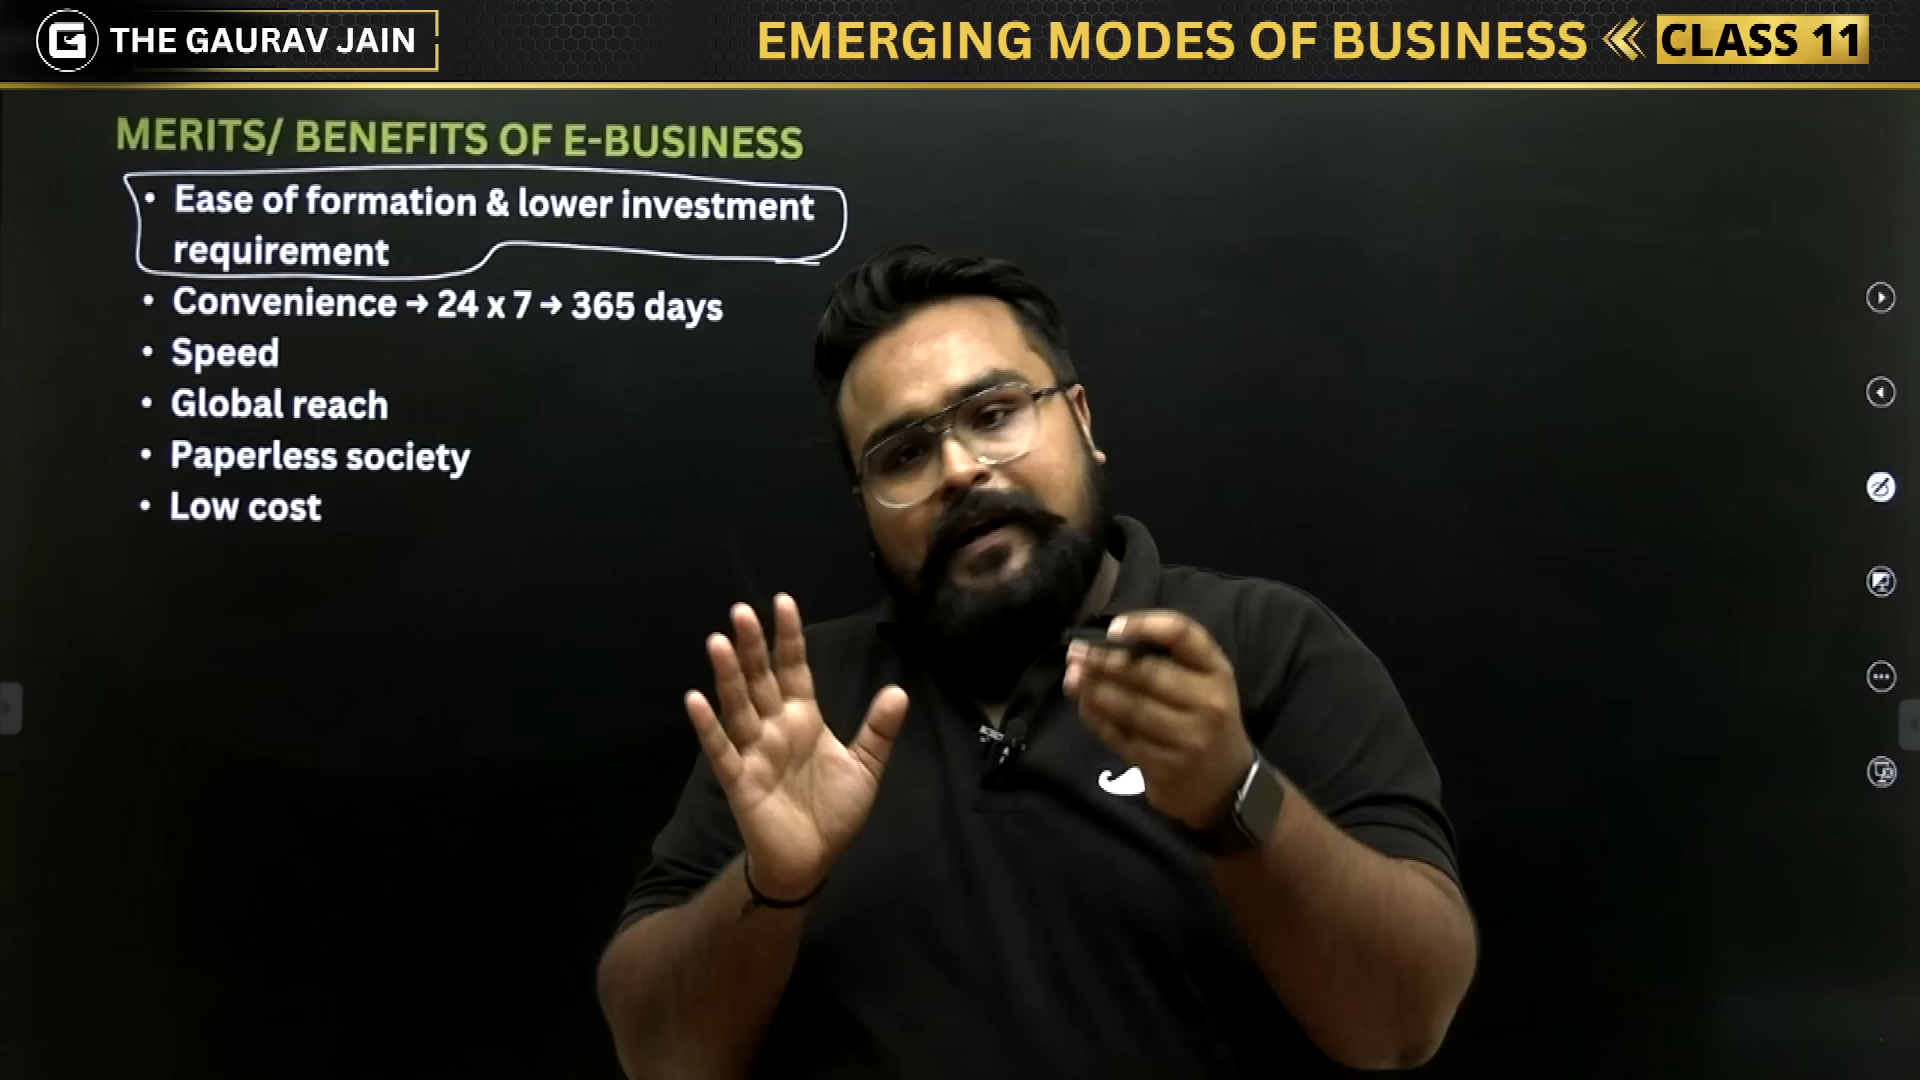 THE GAURAV JAIN
EMERGING MODES OF BUSINESS
CLASS 11
MERITS/ BENEFITS OF E-BUSINESS
• Ease of formation & lower investment
requirement
• Convenience → 24 x 7 → 365 days
• Speed
• Global reach
• Paperless society
• Low cost